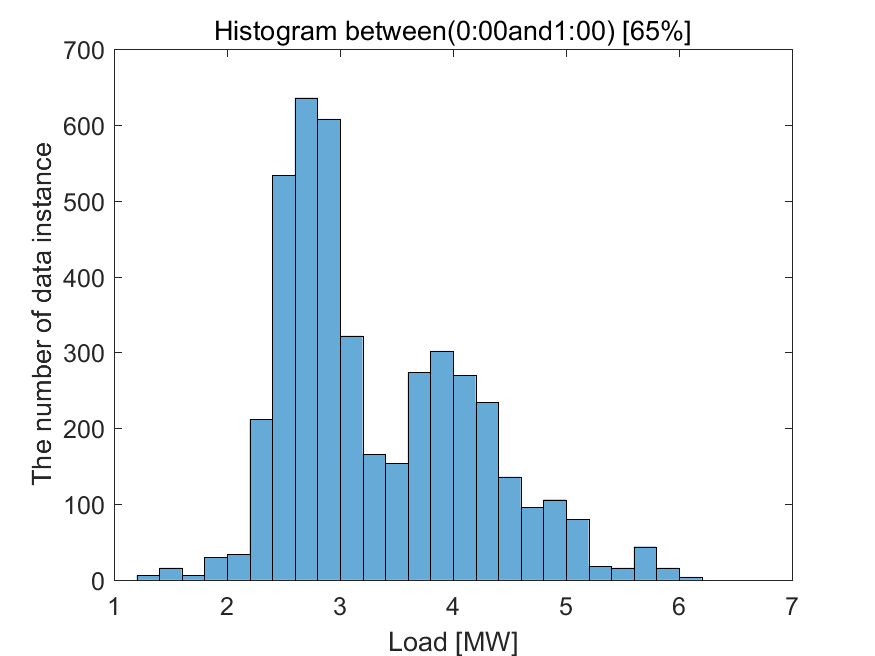 Histogram between(0:00and1:00) [65%]
700
600
500
400
300
200
100
0
The number of data instance
1 2 3 4 5 6 7
Load [MW]